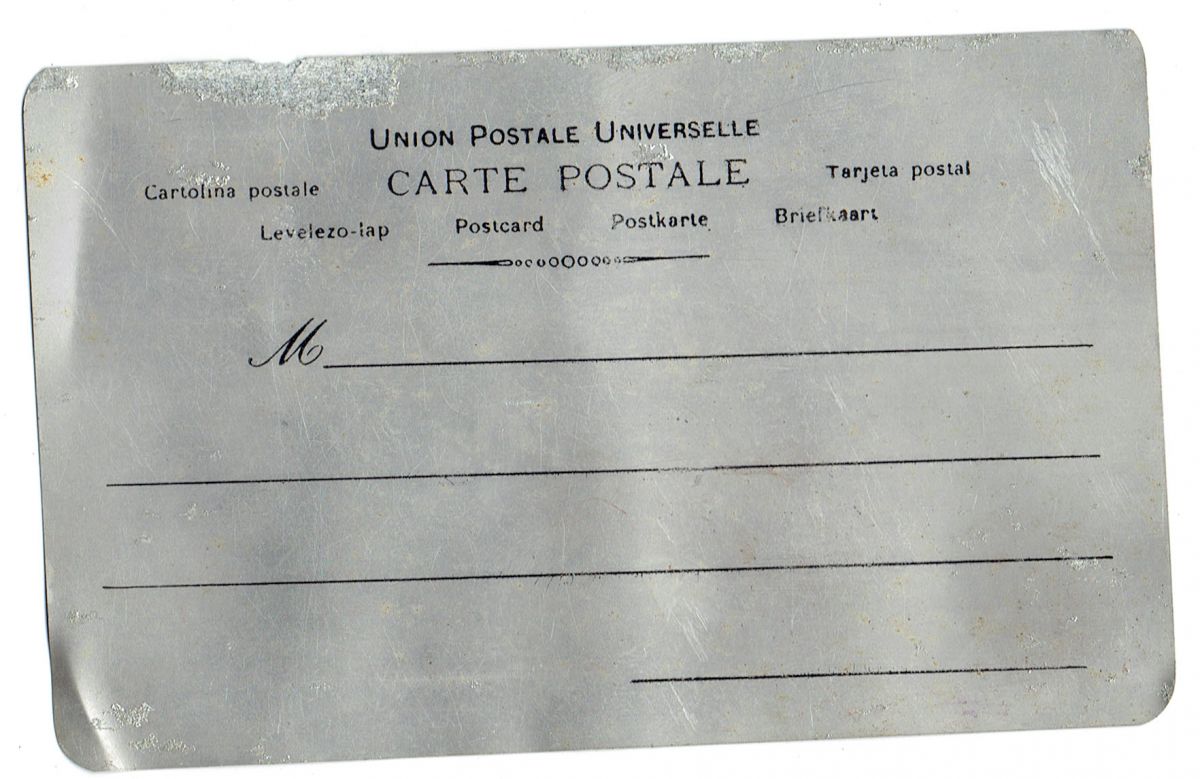 UNION POSTALE UNIVERSELLE
CARTE POSTALE
Cartolina postale Tarjeta postal
Levelezo-lap Postcard Postkarte Briefkaart
M